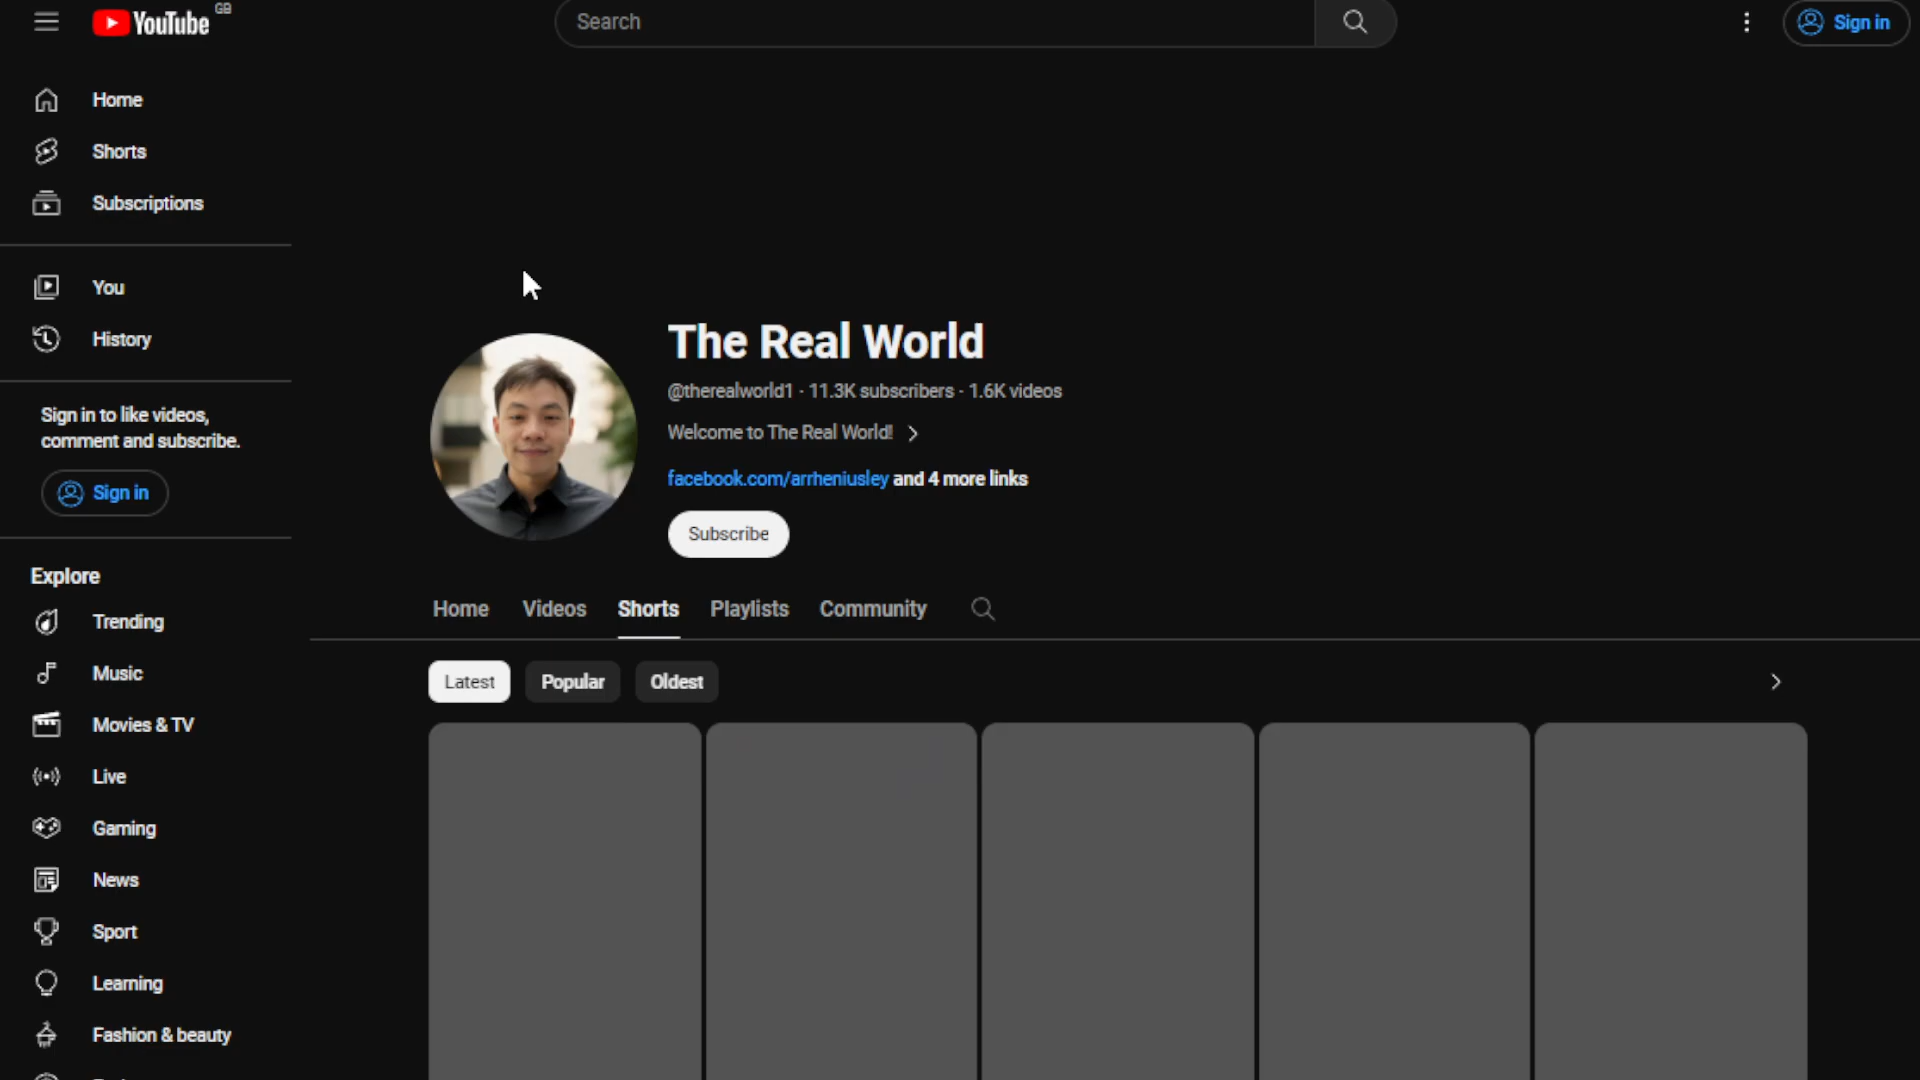 YouTube GB
Search
Sign in
Home
Shorts
Subscriptions
You
History
Sign in to like videos,
comment and subscribe.
Sign in
Explore
Trending
Music
Movies & TV
Live
Gaming
News
Sport
Learning
Fashion & beauty
The Real World
@therealworld1 · 11.3K subscribers · 1.6K videos
Welcome to The Real World!
facebook.com/arrheniusley and 4 more links
Subscribe
Home Videos Shorts Playlists Community
Latest Popular Oldest